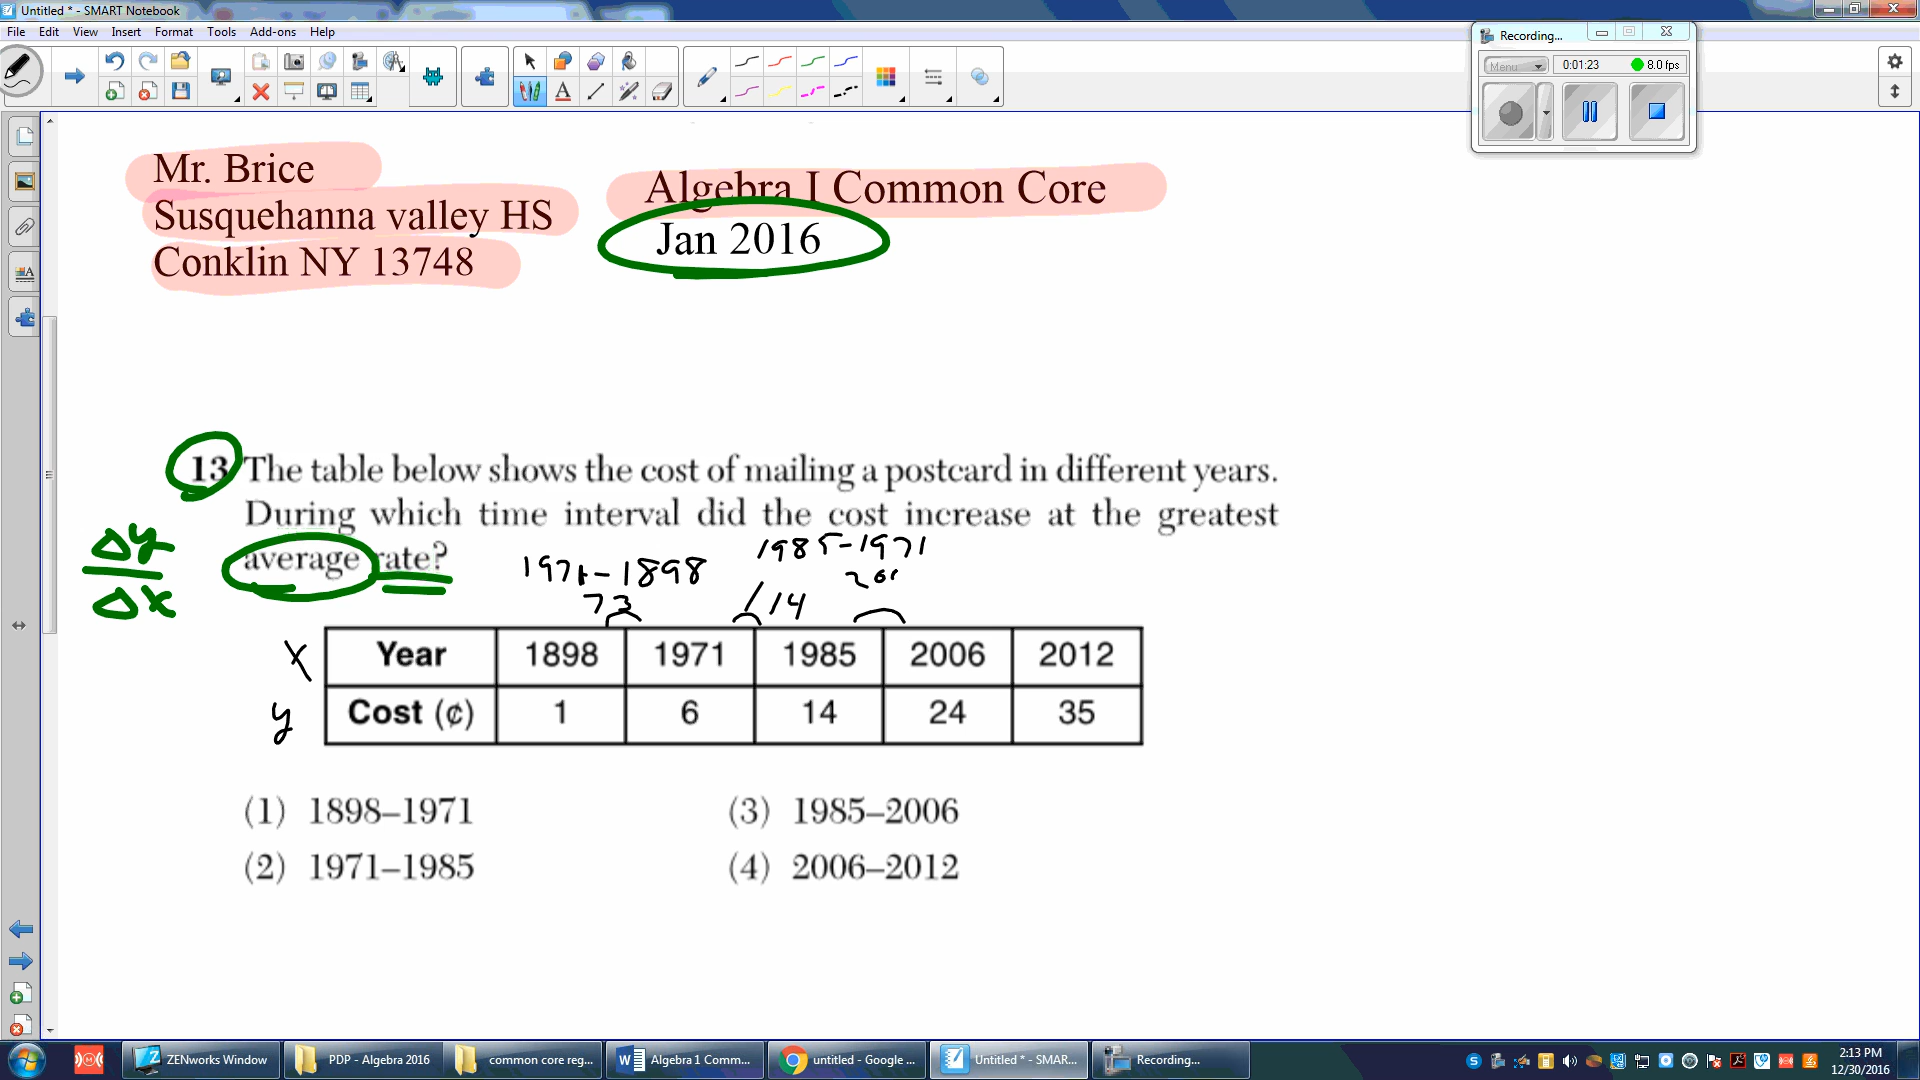 Untitled * - SMART Notebook
File Edit View Insert Format Tools Add-ons Help
Recording...
Menu 0:01:23 8.0 fps
Mr. Brice
Susquehanna valley HS
Conklin NY 13748
Algebra I Common Core
Jan 2016
13 The table below shows the cost of mailing a postcard in different years.
During which time interval did the cost increase at the greatest
average rate?
Δy
Δx
1971-1898
73
1985-1971
14
200
x Year 1898 1971 1985 2006 2012
y Cost (¢) 1 6 14 24 35
(1) 1898–1971 (3) 1985–2006
(2) 1971–1985 (4) 2006–2012
ZENworks Window PDP - Algebra 2016 common core reg... Algebra 1 Comm... untitled - Google ... Untitled * - SMAR... Recording...
2:13 PM
12/30/2016